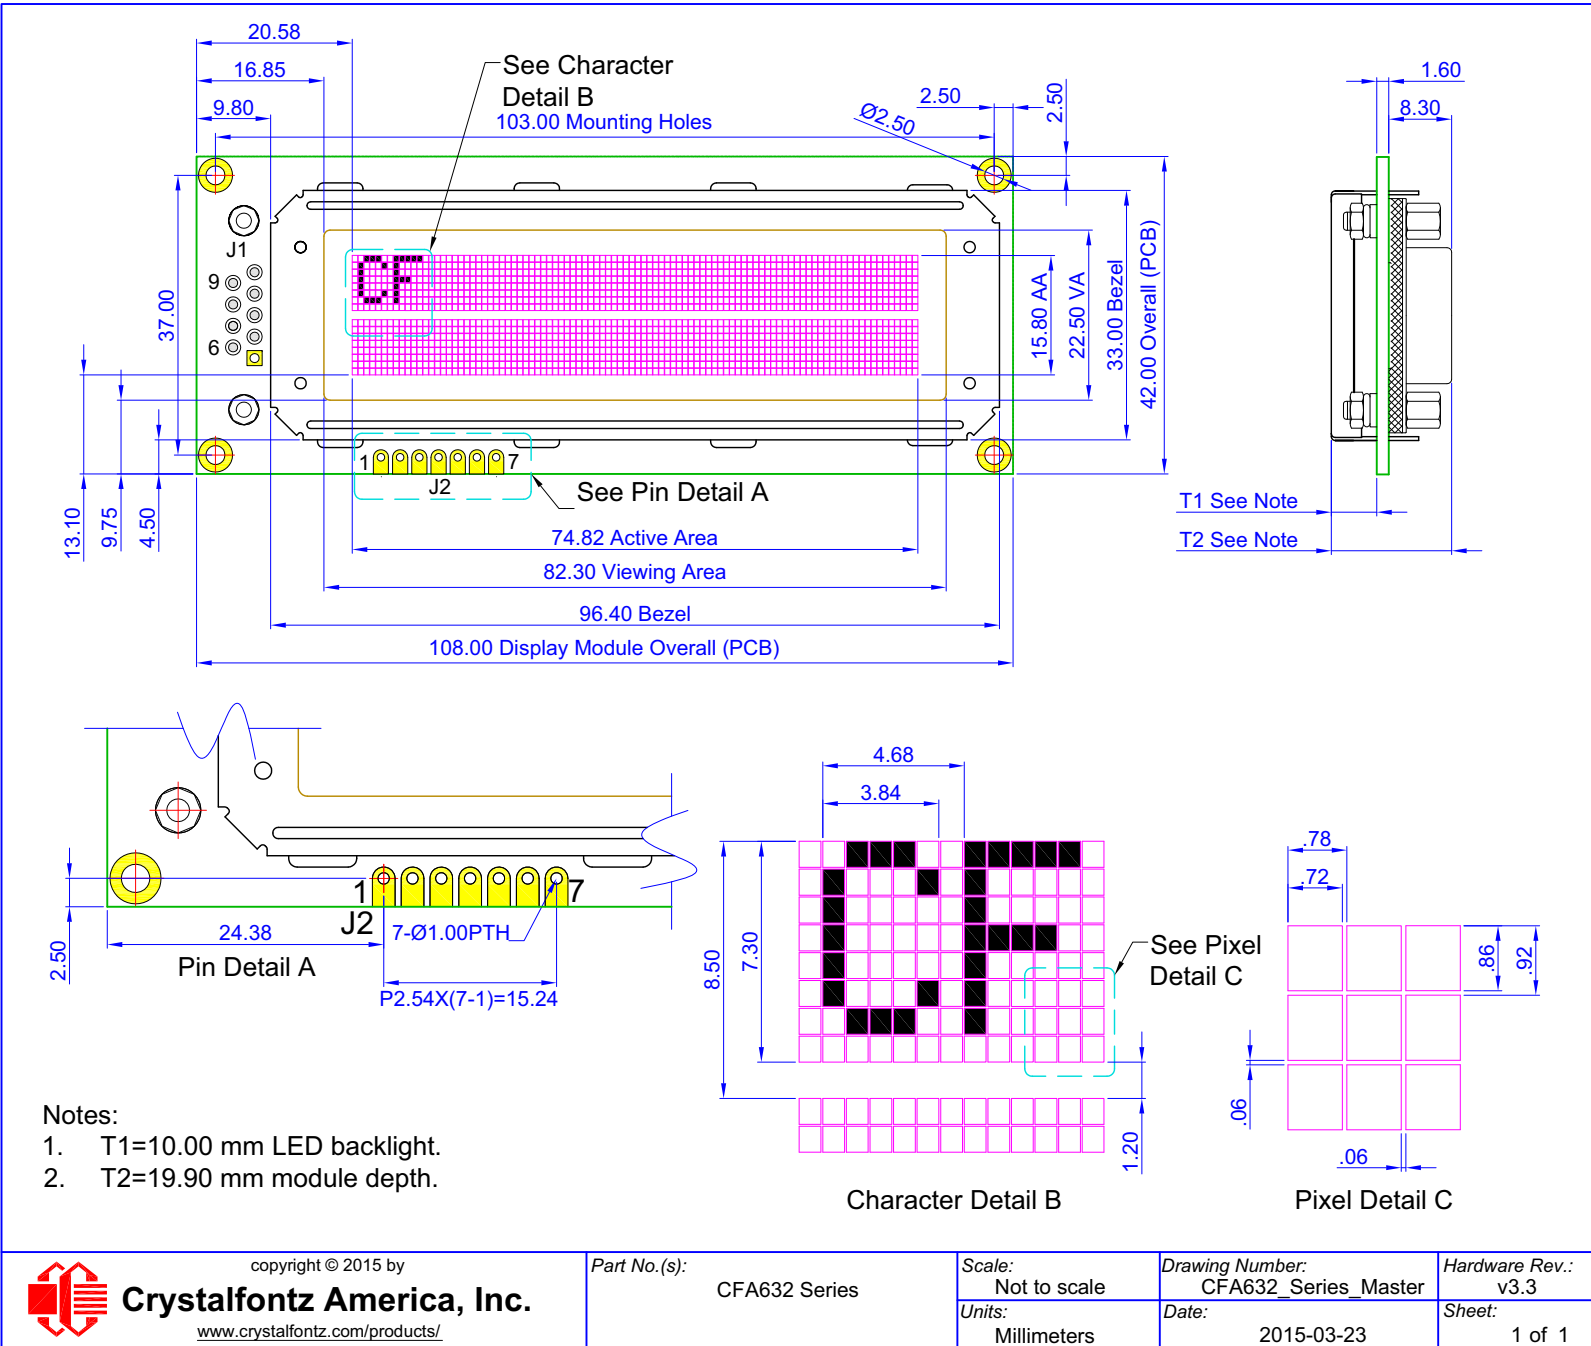 20.58
16.85
9.80
See Character
Detail B
103.00 Mounting Holes
Ø2.50
2.50
2.50
1.60
8.30
J1
9
6
37.00
CF
15.80 AA
22.50 VA
33.00 Bezel
42.00 Overall (PCB)
1
7
J2
See Pin Detail A
13.10
9.75
4.50
74.82 Active Area
82.30 Viewing Area
96.40 Bezel
108.00 Display Module Overall (PCB)
T1 See Note
T2 See Note
1
7
J2
2.50
24.38
7-Ø1.00PTH
Pin Detail A
P2.54X(7-1)=15.24
4.68
3.84
8.50
7.30
CF
See Pixel
Detail C
1.20
Character Detail B
.78
.72
.86
.92
.06
.06
Pixel Detail C
Notes:
1. T1=10.00 mm LED backlight.
2. T2=19.90 mm module depth.
copyright © 2015 by
Crystalfontz America, Inc.
www.crystalfontz.com/products/
Part No.(s):
CFA632 Series
Scale:
Not to scale
Drawing Number:
CFA632_Series_Master
Hardware Rev.:
v3.3
Units:
Millimeters
Date:
2015-03-23
Sheet:
1 of 1